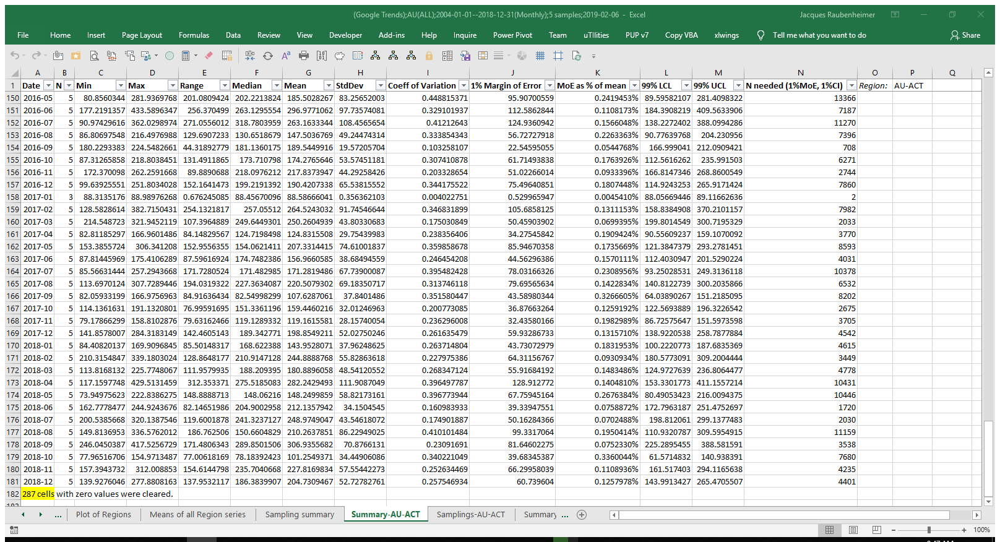 (Google Trends);AU(ALL);2004-01-01--2018-12-31(Monthly);5 samples;2019-02-06 - Excel Jacques Raubenheimer
File Home Insert Page Layout Formulas Data Review View Developer Add-ins Help Inquire Power Pivot Team uTIlities PUP v7 Copy VBA xlwings Tell me what you want to do Share
A B C D E F G H I J K L M N O P Q
1 Date N Min Max Range Median Mean StdDev Coeff of Variation 1% Margin of Error MoE as % of mean 99% LCL 99% UCL N needed (1%MoE, 1%CI) Region: AU-ACT
150 2016-05 5 80.8560344 281.9369768 201.0809424 202.2213824 185.5028267 83.25652003 0.448815371 95.90700559 0.2419453% 89.59582107 281.4098322 13366
151 2016-06 5 177.2191357 433.5896347 256.370499 263.1295554 296.9771062 97.73574081 0.329101937 112.5862844 0.1108173% 184.3908219 409.5633906 7187
152 2016-07 5 90.97429616 362.0298974 271.0556012 318.7803959 263.1633344 108.4565654 0.41212643 124.9360942 0.1566048% 138.2272402 388.0994286 11270
153 2016-08 5 86.80697548 216.4976988 129.6907233 130.6518679 147.5036769 49.24474314 0.333854343 56.72727918 0.2263363% 90.77639768 204.230956 7396
154 2016-09 5 180.2293383 224.5482661 44.31892779 181.1360175 189.5449916 19.57205704 0.103258107 22.54595055 0.0544768% 166.999041 212.0909421 708
155 2016-10 5 87.31265858 218.8038451 131.4911865 173.710798 174.2765646 53.57451181 0.307410878 61.71493838 0.1763926% 112.5616262 235.991503 6271
156 2016-11 5 172.370098 262.2591668 89.8890688 218.0976212 217.8373947 44.29258426 0.203328654 51.02266014 0.0933396% 166.8147346 268.8600549 2744
157 2016-12 5 99.63925551 251.8034028 152.1641473 199.2191392 190.4207338 65.53815552 0.344175522 75.49640851 0.1807448% 114.9243253 265.9171424 7860
158 2017-01 3 88.3135176 88.98976268 0.676245085 88.45670096 88.58666041 0.356362103 0.004022751 0.529965947 0.0045410% 88.05669446 89.11662636 2
159 2017-02 5 128.5828614 382.7150431 254.1321817 257.05512 264.5243032 91.74546644 0.346831899 105.6858125 0.1311153% 158.8384908 370.2101157 7982
160 2017-03 5 214.548723 321.9452119 107.3964889 249.6449301 250.2604939 43.80330683 0.175030849 50.45903902 0.0699395% 199.8014549 300.7195329 2033
161 2017-04 5 82.81185297 166.9601486 84.14829567 124.7198498 124.8315508 29.75439983 0.238356406 34.27545842 0.1909424% 90.55609237 159.1070092 3770
162 2017-05 5 153.3855724 306.341208 152.9556355 154.0621411 207.3314415 74.61001837 0.359858678 85.94670358 0.1735669% 121.3847379 293.2781451 8593
163 2017-06 5 87.81445969 175.4106289 87.59616924 174.7482386 156.9660585 38.68494559 0.246454208 44.56296386 0.1570111% 112.4030947 201.5290224 4031
164 2017-07 5 85.56631444 257.2943668 171.7280524 171.482985 171.2819486 67.73900087 0.395482428 78.03166326 0.2308956% 93.25028531 249.3136118 10378
165 2017-08 5 113.6970124 307.7289446 194.0319322 227.3634087 220.5079302 69.18350717 0.313746118 79.69565634 0.1422834% 140.8122739 300.2035866 6532
166 2017-09 5 82.05933199 166.9756963 84.91636434 82.54998299 107.6287061 37.8401486 0.351580447 43.58980344 0.3266605% 64.03890267 151.2185095 8202
167 2017-10 5 114.1361631 191.1320801 76.99591695 151.3361196 159.4460216 32.01246963 0.200773085 36.87663264 0.1259192% 122.5693889 196.3226542 2675
168 2017-11 5 79.17866299 158.8102876 79.63162466 119.1289332 119.1615581 28.15740054 0.236296008 32.43580166 0.1982989% 86.72575647 151.5973598 3705
169 2017-12 5 141.8578007 284.3183149 142.4605143 189.342771 198.8549211 52.02750246 0.261635479 59.93286733 0.1315710% 138.9220538 258.7877884 4542
170 2018-01 5 84.40820137 169.9096845 85.50148317 168.622388 143.9528071 37.96248625 0.263714804 43.73072979 0.1831953% 100.2220773 187.6835369 4615
171 2018-02 5 210.3154847 339.1803024 128.8648177 210.9147128 244.8888768 55.82863618 0.227975386 64.31156767 0.0930934% 180.5773091 309.2004444 3449
172 2018-03 5 113.8168132 225.7748067 111.9579935 188.209395 180.8896058 48.54120552 0.268347124 55.91684192 0.1483486% 124.9727639 236.8064477 4778
173 2018-04 5 117.1597748 429.5131459 312.353371 275.5185083 282.2429493 111.9087049 0.396497787 128.912772 0.1404810% 153.3301773 411.1557214 10431
174 2018-05 5 73.94975623 222.8386275 148.8888713 148.06216 148.2499859 58.82173161 0.396773944 67.75945164 0.2676384% 80.49053423 216.0094375 10446
175 2018-06 5 162.7778477 244.9243676 82.14651986 204.9002958 212.1357942 34.1504545 0.160983933 39.33947551 0.0758872% 172.7963187 251.4752697 1720
176 2018-07 5 200.5385668 320.1387546 119.6001878 241.3237127 248.9749047 43.54618072 0.174901887 50.16284366 0.0702488% 198.812061 299.1377483 2030
177 2018-08 5 149.8136953 336.5762012 186.762506 150.6604829 210.2637851 86.22949025 0.410101484 99.3317064 0.1950414% 110.9320787 309.5954915 11159
178 2018-09 5 246.0450387 417.5256729 171.4806343 289.8501506 306.9355682 70.8766131 0.23091691 81.64602275 0.0752330% 225.2895455 388.581591 3538
179 2018-10 5 77.96516706 154.9713487 77.00618169 78.18392423 101.2549371 34.44906086 0.340221049 39.68345387 0.3360044% 61.5714832 140.938391 7680
180 2018-11 5 157.3943732 312.008853 154.6144798 235.7040668 227.8169834 57.55442273 0.252634469 66.29958039 0.1108936% 161.517403 294.1165638 4235
181 2018-12 5 139.9276046 277.8808163 137.9532117 186.3839907 204.7309467 52.72782761 0.257546934 60.739604 0.1257978% 143.9913427 265.4705507 4401
182 287 cells with zero values were cleared.
... Plot of Regions Means of all Region series Sampling summary Summary-AU-ACT Samplings-AU-ACT Summary ...
100%